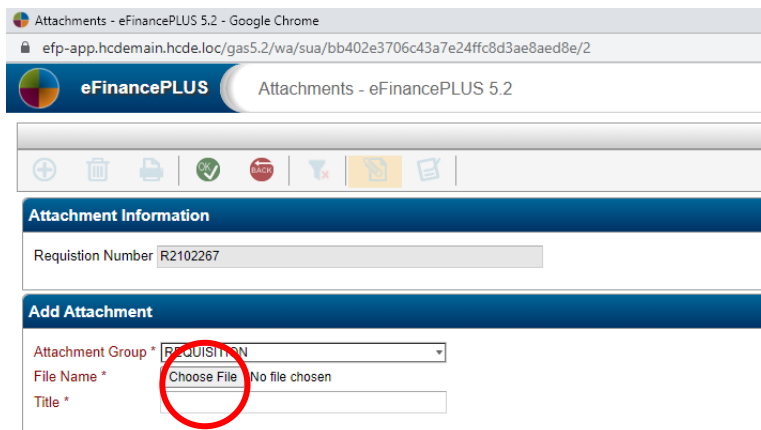 Attachments - eFinancePLUS 5.2 - Google Chrome
efp-app.hcdemain.hcde.loc/gas5.2/wa/sua/bb402e3706c43a7e24ffc8d3ae8aed8e/2
eFinancePLUS Attachments - eFinancePLUS 5.2
OK BACK
Attachment Information
Requistion Number R2102267
Add Attachment
Attachment Group * REQUISITION
File Name * Choose File No file chosen
Title *